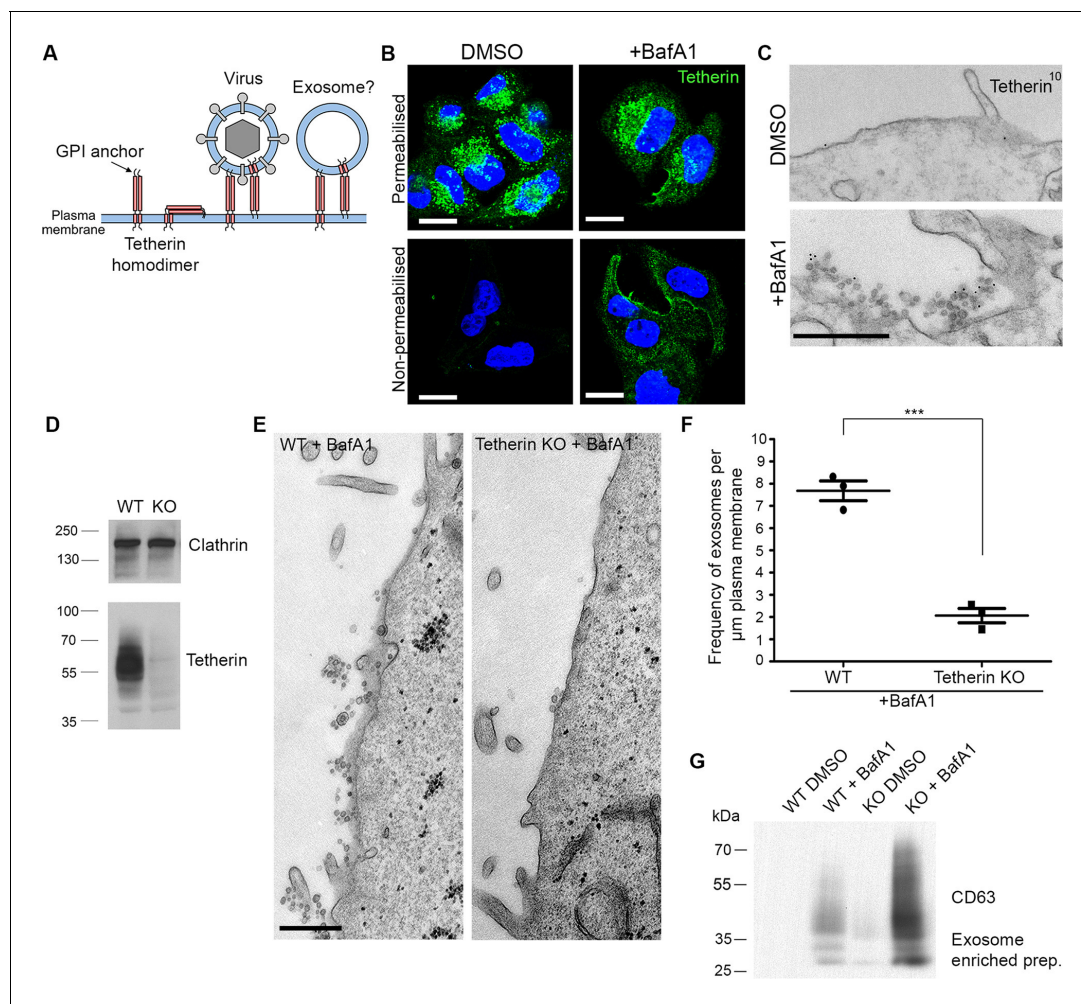 A
Virus
Exosome?
GPI anchor
Plasma
membrane
Tetherin
homodimer
B
DMSO
+BafA1
Tetherin
Permeabilised
Non-permeabilised
C
Tetherin10
DMSO
+BafA1
D
WT KO
250
130
Clathrin
100
70
55
35
Tetherin
E
WT + BafA1
Tetherin KO + BafA1
F
***
Frequency of exosomes per
µm plasma membrane
10
9
8
7
6
5
4
3
2
1
0
WT
Tetherin KO
+BafA1
G
WT DMSO
WT + BafA1
KO DMSO
KO + BafA1
kDa
70
55
35
25
CD63
Exosome
enriched prep.